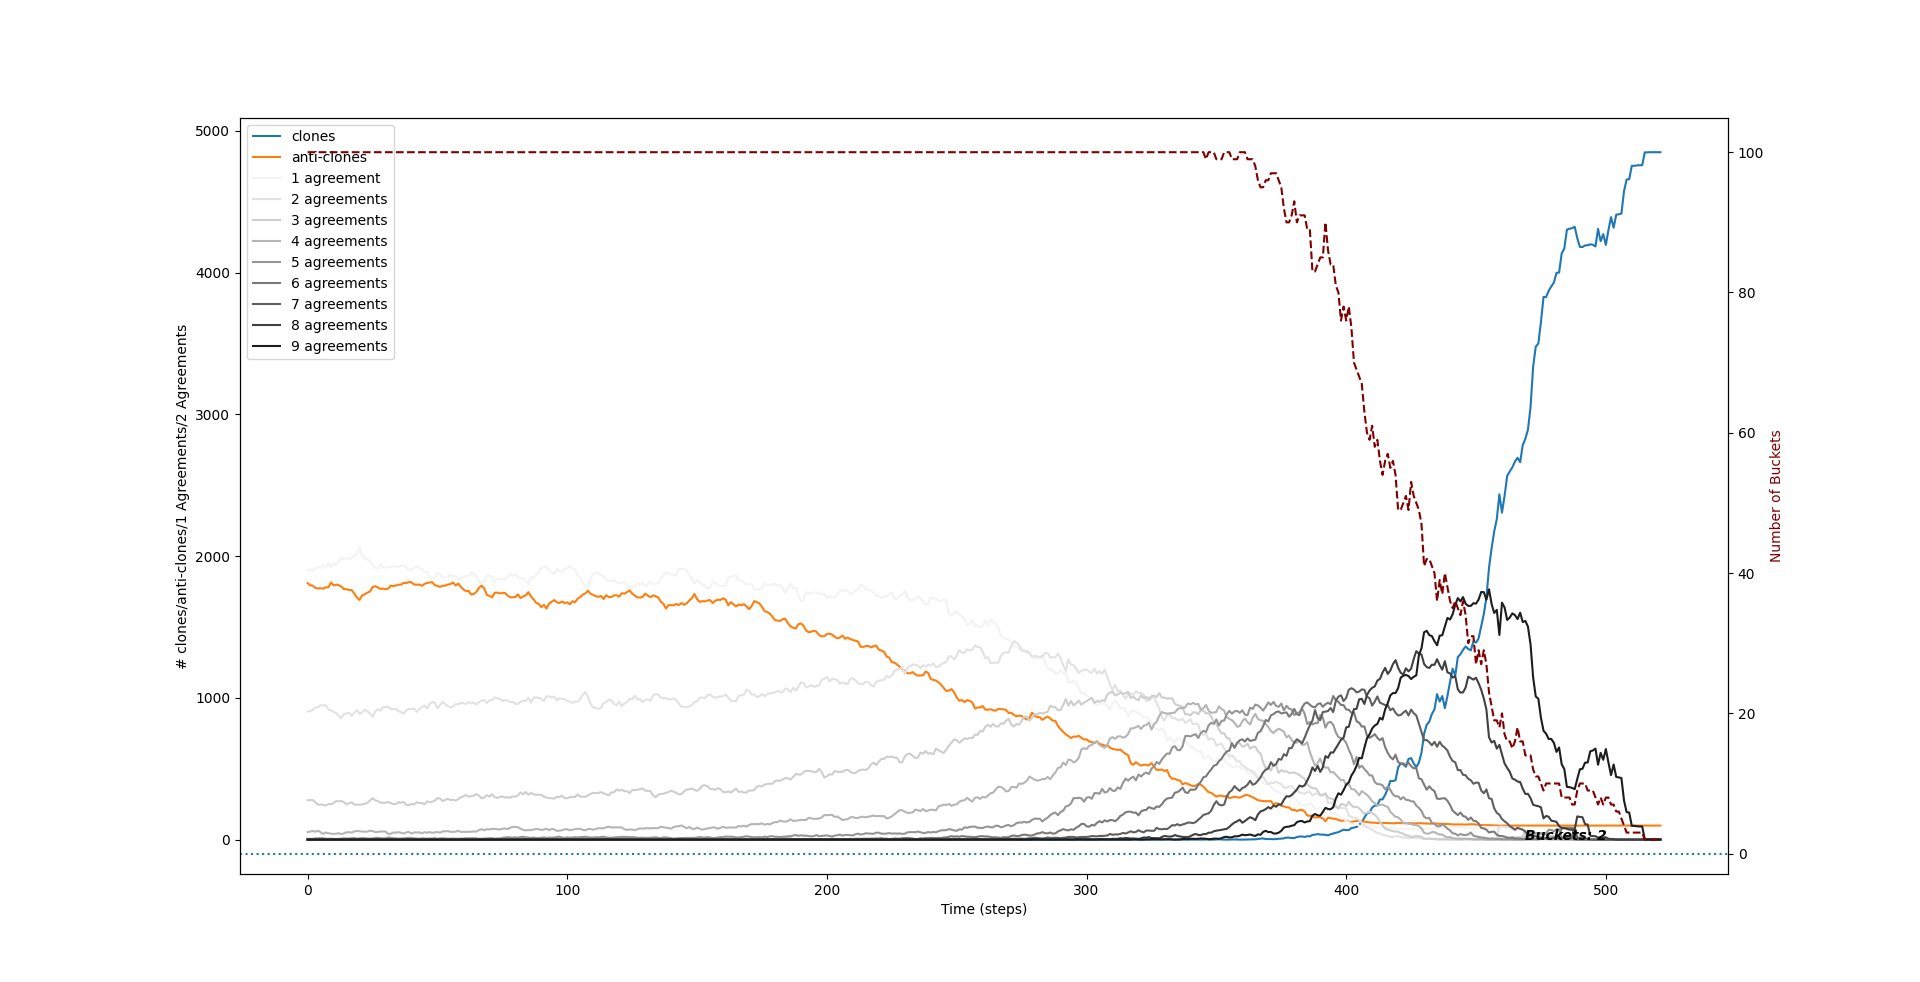 5000
4000
3000
2000
1000
0
# clones/anti-clones/1 Agreements/2 Agreements
clones
anti-clones
1 agreement
2 agreements
3 agreements
4 agreements
5 agreements
6 agreements
7 agreements
8 agreements
9 agreements
100
80
60
40
20
0
Number of Buckets
Buckets: 2
0 100 200 300 400 500
Time (steps)